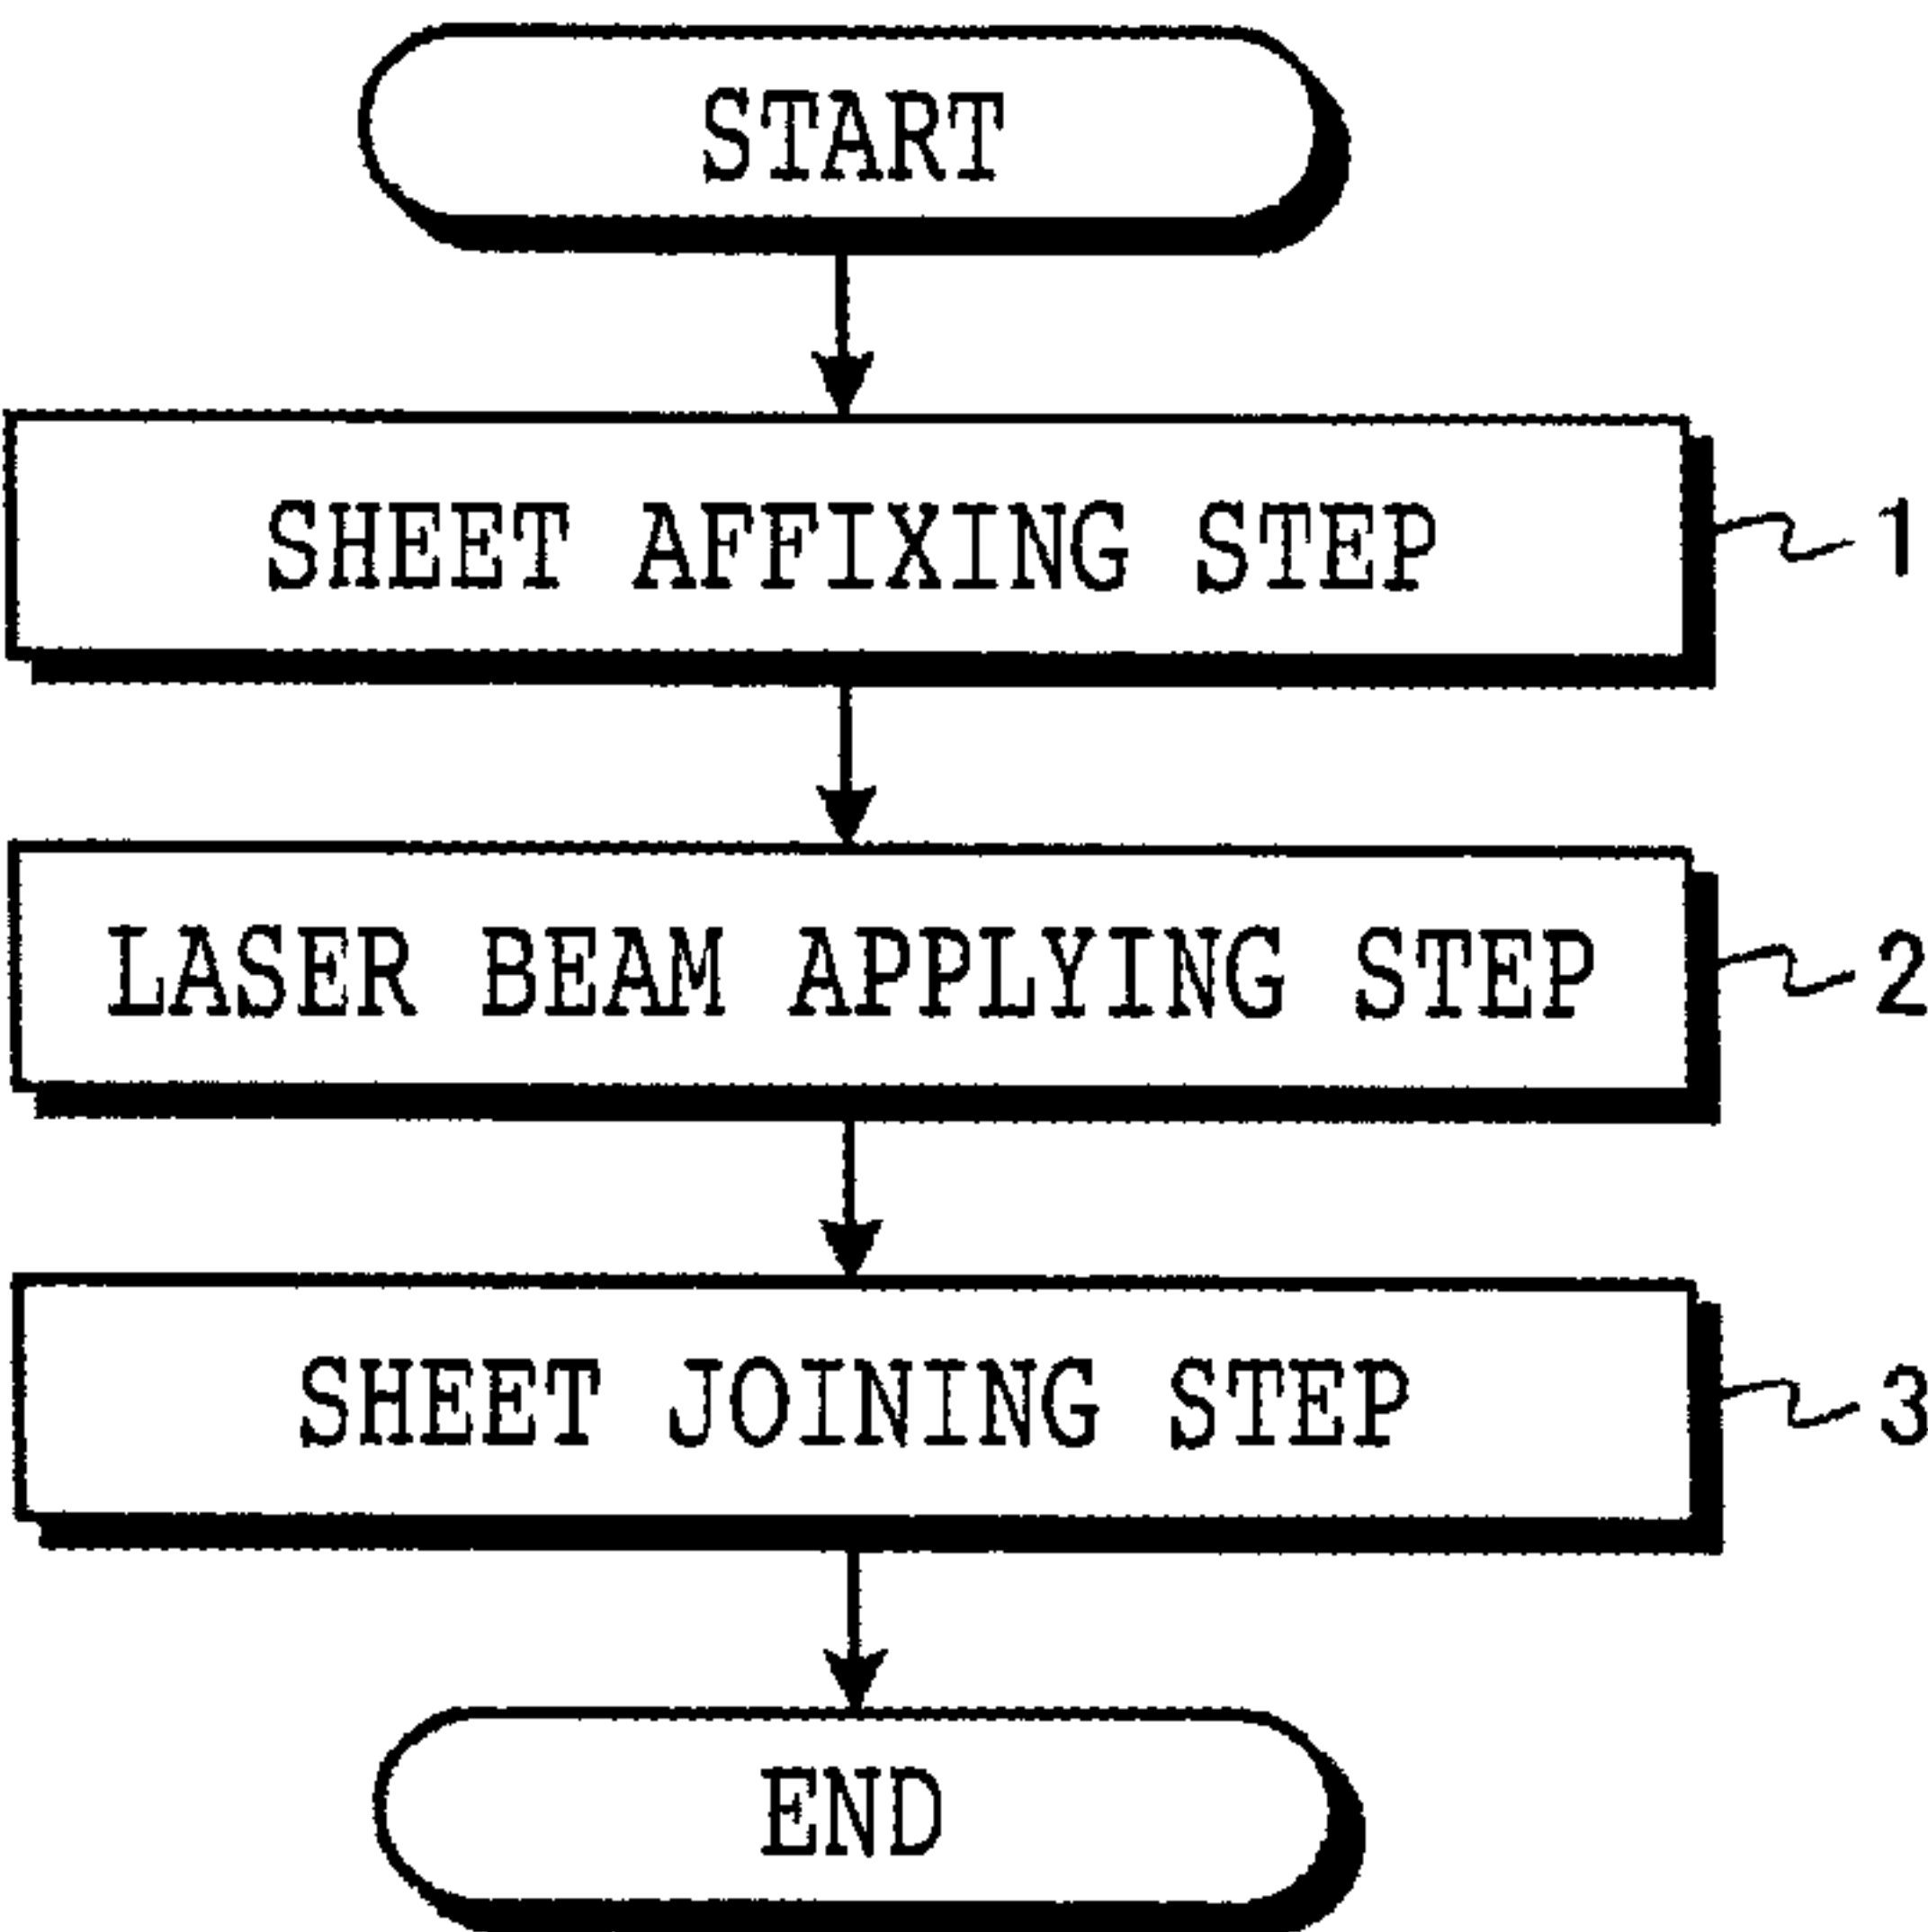 START
SHEET AFFIXING STEP
1
LASER BEAM APPLYING STEP
2
SHEET JOINING STEP
3
END